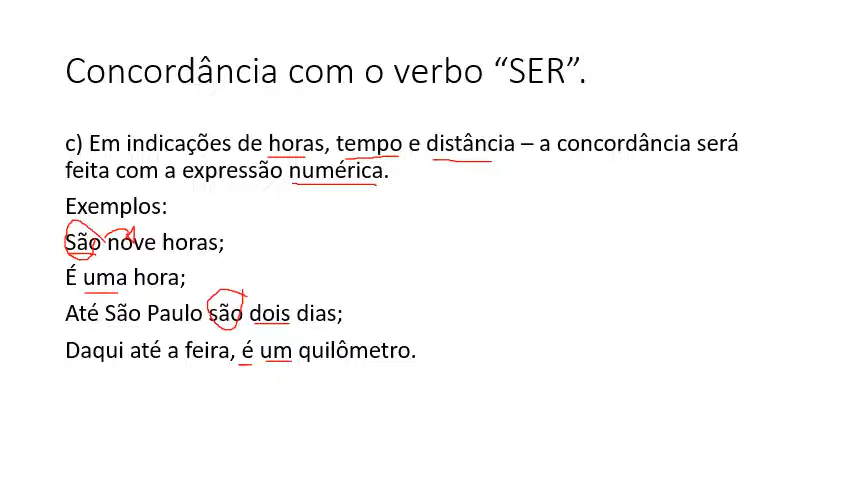 Concordância com o verbo “SER”.
c) Em indicações de horas, tempo e distância – a concordância será
feita com a expressão numérica.
Exemplos:
São nove horas;
É uma hora;
Até São Paulo são dois dias;
Daqui até a feira, é um quilômetro.